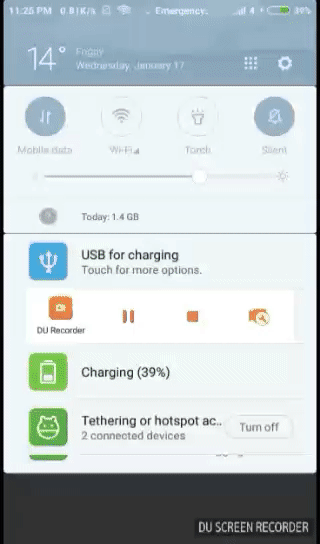 11:25 PM 0.81K/s Emergency.. 4 39%
14° Friday
Wednesday, January 17
Mobile data Wi-Fi Torch Silent
Today: 1.4 GB
USB for charging
Touch for more options.
DU Recorder
Charging (39%)
Tethering or hotspot ac..
2 connected devices
Turn off
DU SCREEN RECORDER